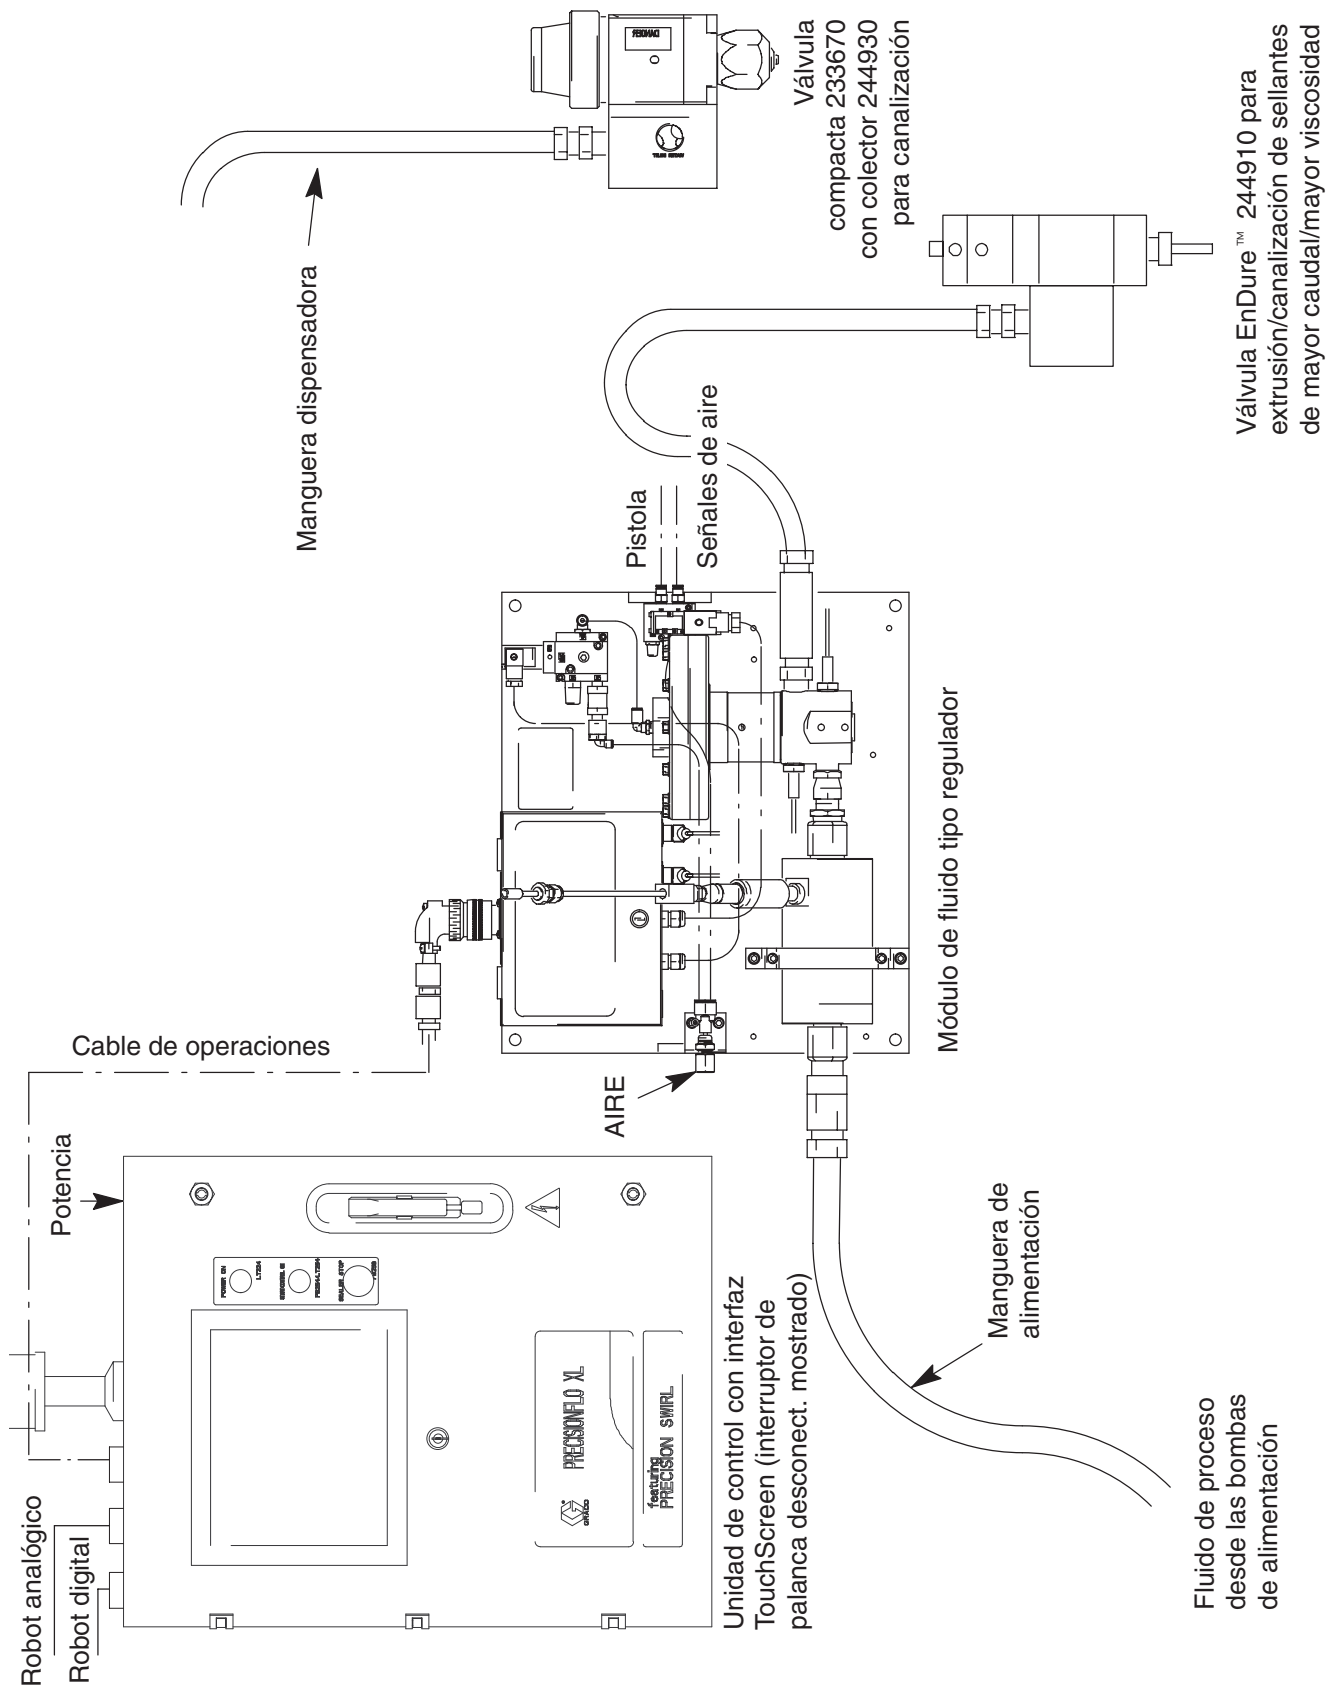 Robot analógico
Robot digital
Potencia
Cable de operaciones
AIRE
Manguera dispensadora
Válvula
compacta 233670
con colector 244930
para canalización
Pistola
Señales de aire
Válvula EnDure™ 244910 para
extrusión/canalización de sellantes
de mayor caudal/mayor viscosidad
Módulo de fluido tipo regulador
POWER ON
GRACO
PRECISIONFLO XL
featuring
PRECISION SWIRL
Unidad de control con interfaz
TouchScreen (interruptor de
palanca desconect. mostrado)
Manguera de
alimentación
Fluido de proceso
desde las bombas
de alimentación